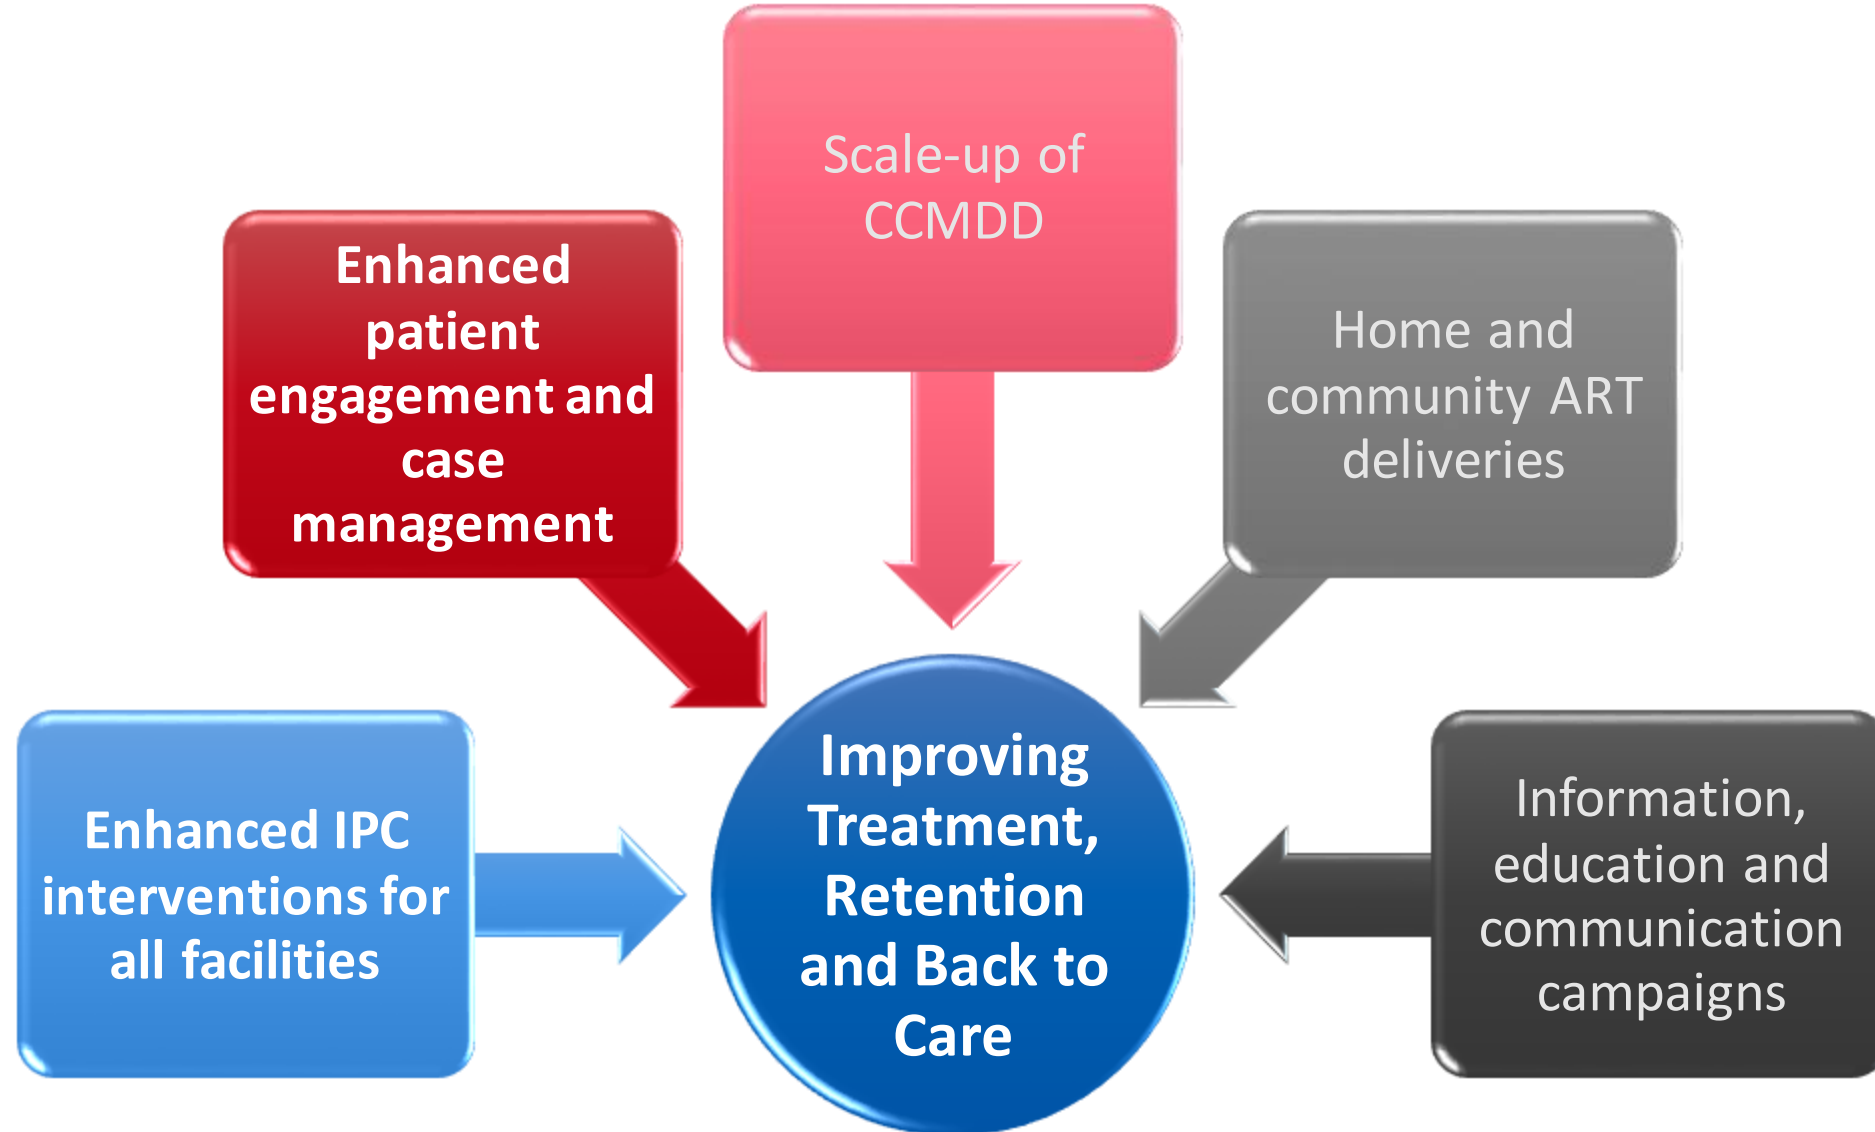 Scale-up of
CCMDD
Enhanced
patient
engagement and
case
management
Home and
community ART
deliveries
Enhanced IPC
interventions for
all facilities
Improving
Treatment,
Retention
and Back to
Care
Information,
education and
communication
campaigns